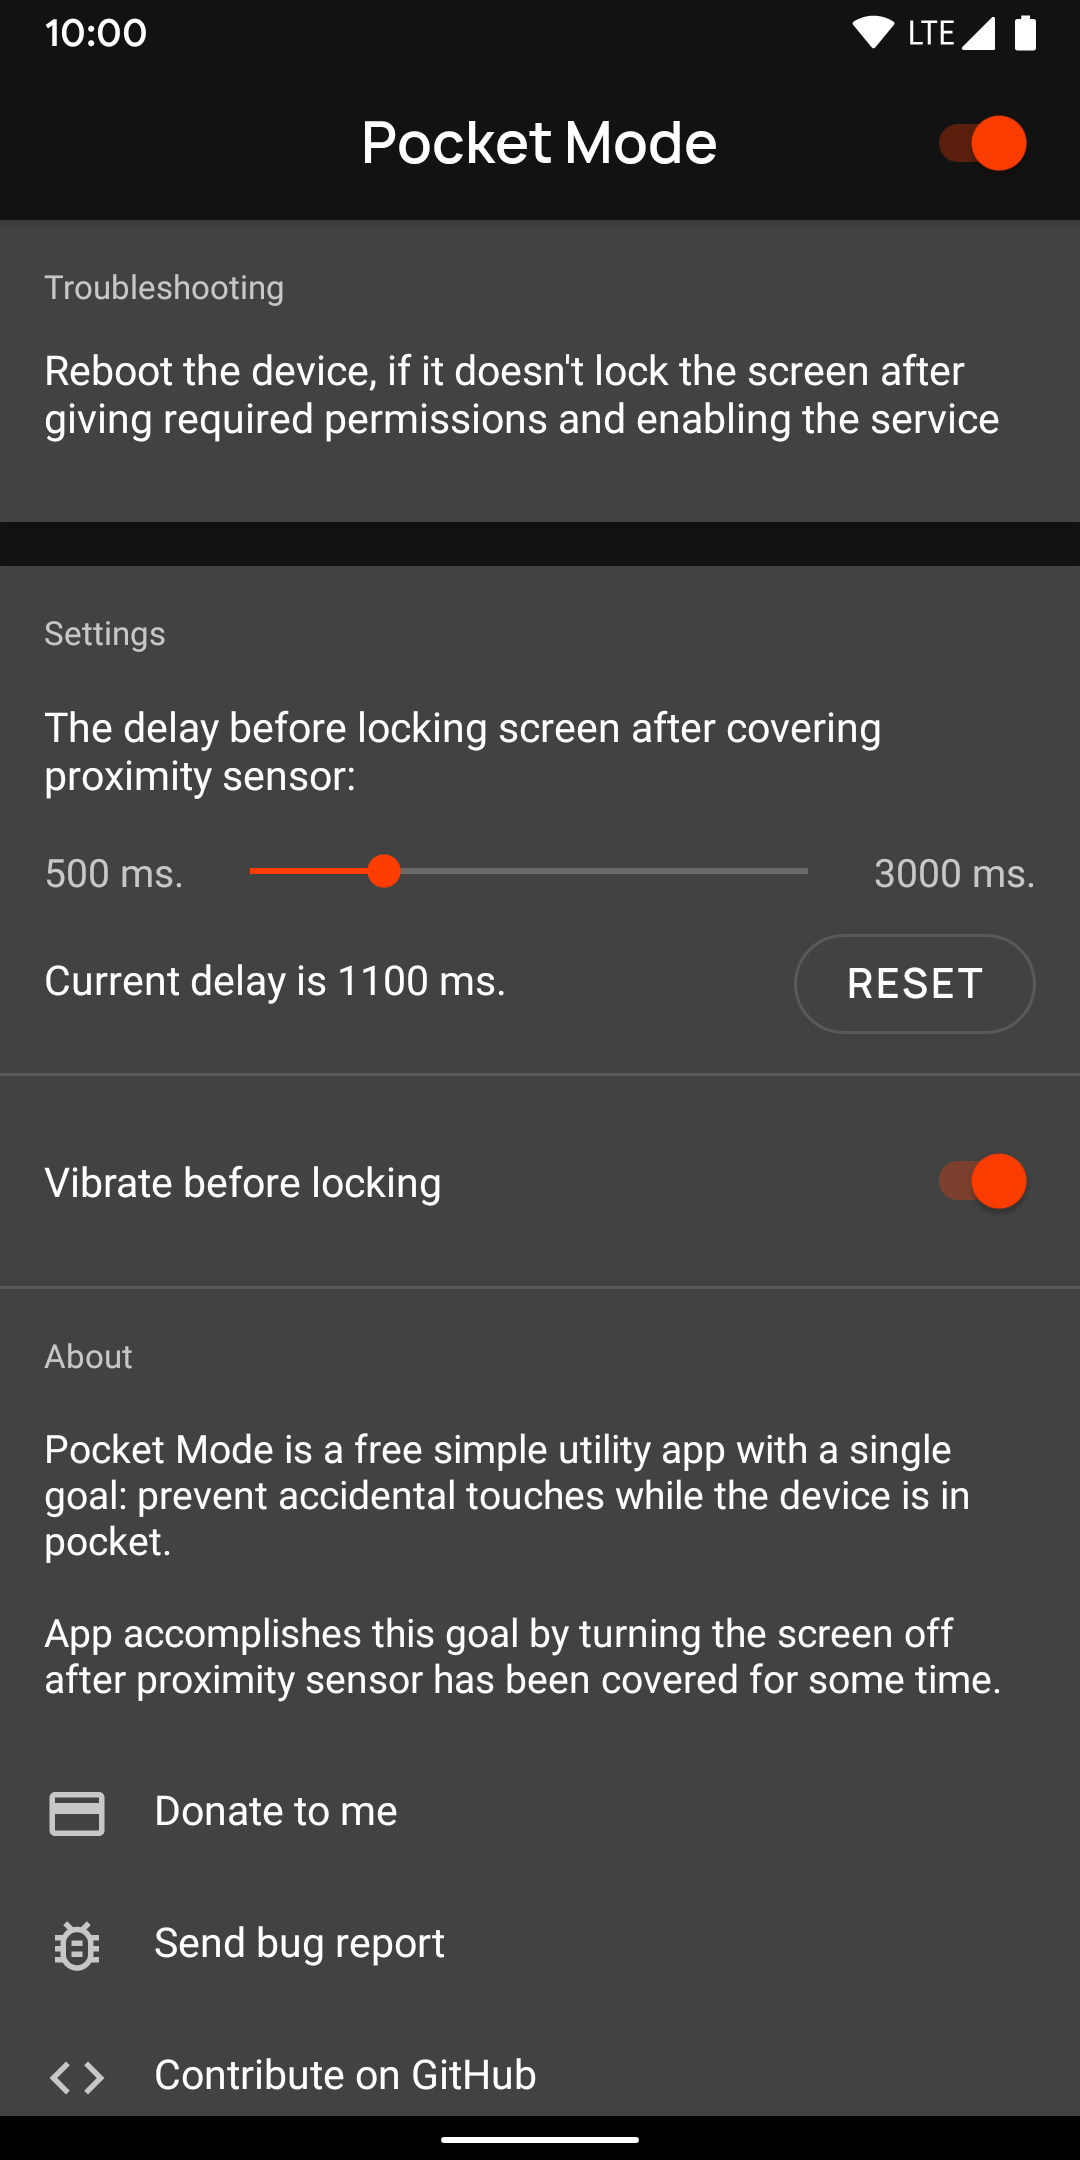 10:00
LTE
Pocket Mode
Troubleshooting
Reboot the device, if it doesn't lock the screen after
giving required permissions and enabling the service
Settings
The delay before locking screen after covering
proximity sensor:
500 ms.
3000 ms.
Current delay is 1100 ms.
RESET
Vibrate before locking
About
Pocket Mode is a free simple utility app with a single
goal: prevent accidental touches while the device is in
pocket.
App accomplishes this goal by turning the screen off
after proximity sensor has been covered for some time.
Donate to me
Send bug report
Contribute on GitHub